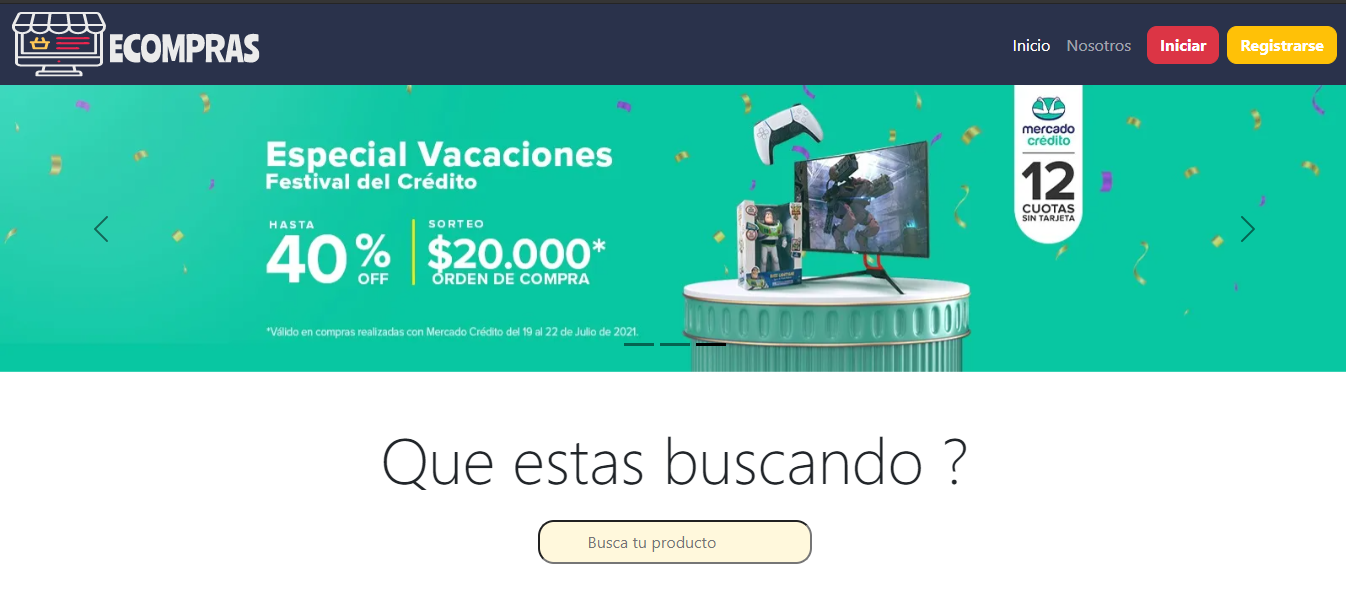 ECOMPRAS
Inicio Nosotros Iniciar Registrarse
Especial Vacaciones
Festival del Crédito
HASTA
40% OFF
SORTEO
$20.000*
ORDEN DE COMPRA
*Válido en compras realizadas con Mercado Crédito del 19 al 22 de Julio de 2021.
mercado
crédito
12
CUOTAS
SIN TARJETA
Que estas buscando ?
Busca tu producto